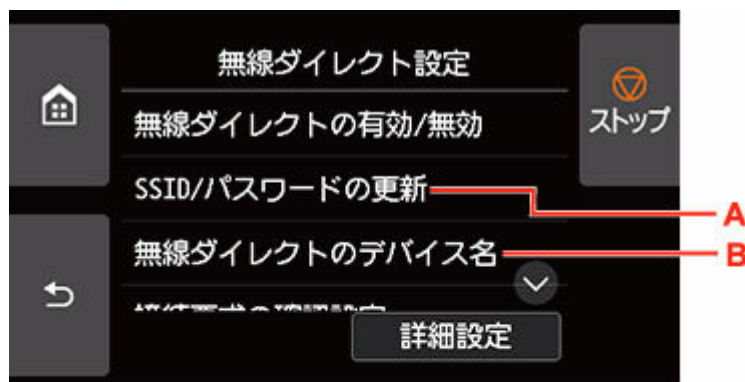 無線ダイレクト設定
ストップ
無線ダイレクトの有効/無効
SSID/パスワードの更新
A
無線ダイレクトのデバイス名
B
詳細設定